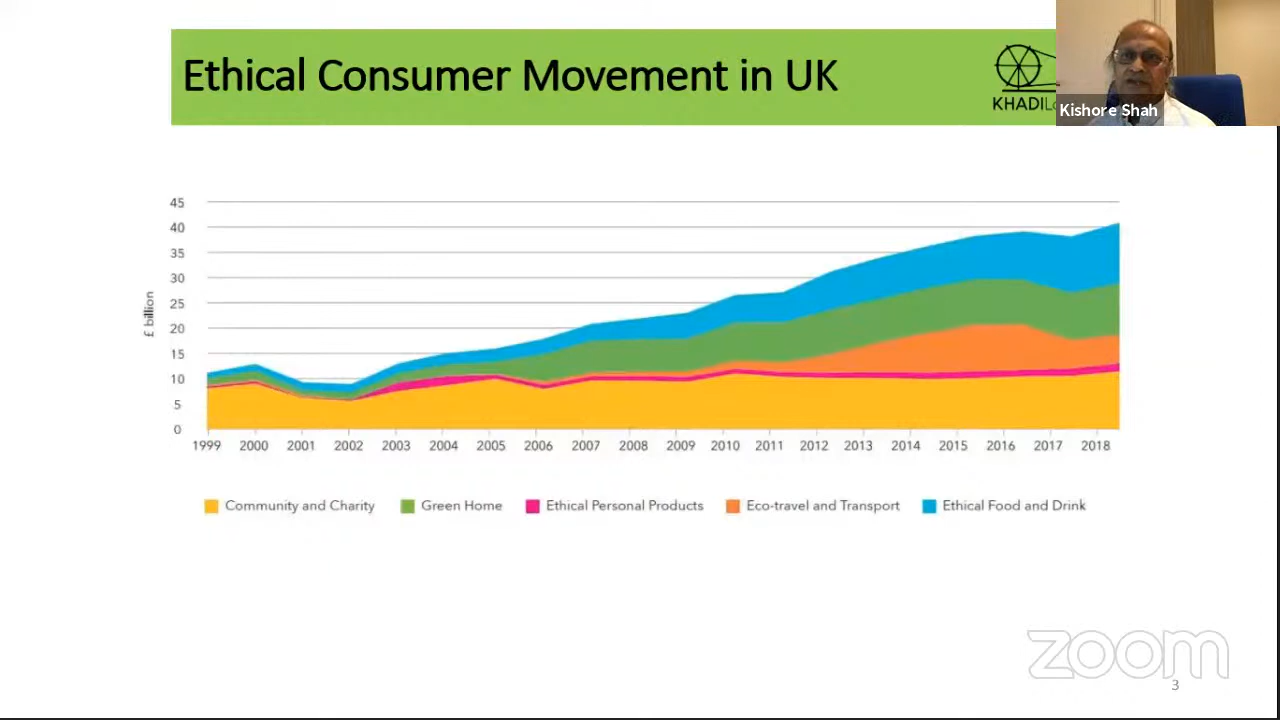 Ethical Consumer Movement in UK
KHADI
Kishore Shah
£ billion
45
40
35
30
25
20
15
10
5
0
1999 2000 2001 2002 2003 2004 2005 2006 2007 2008 2009 2010 2011 2012 2013 2014 2015 2016 2017 2018
Community and Charity Green Home Ethical Personal Products Eco-travel and Transport Ethical Food and Drink
zoom
3